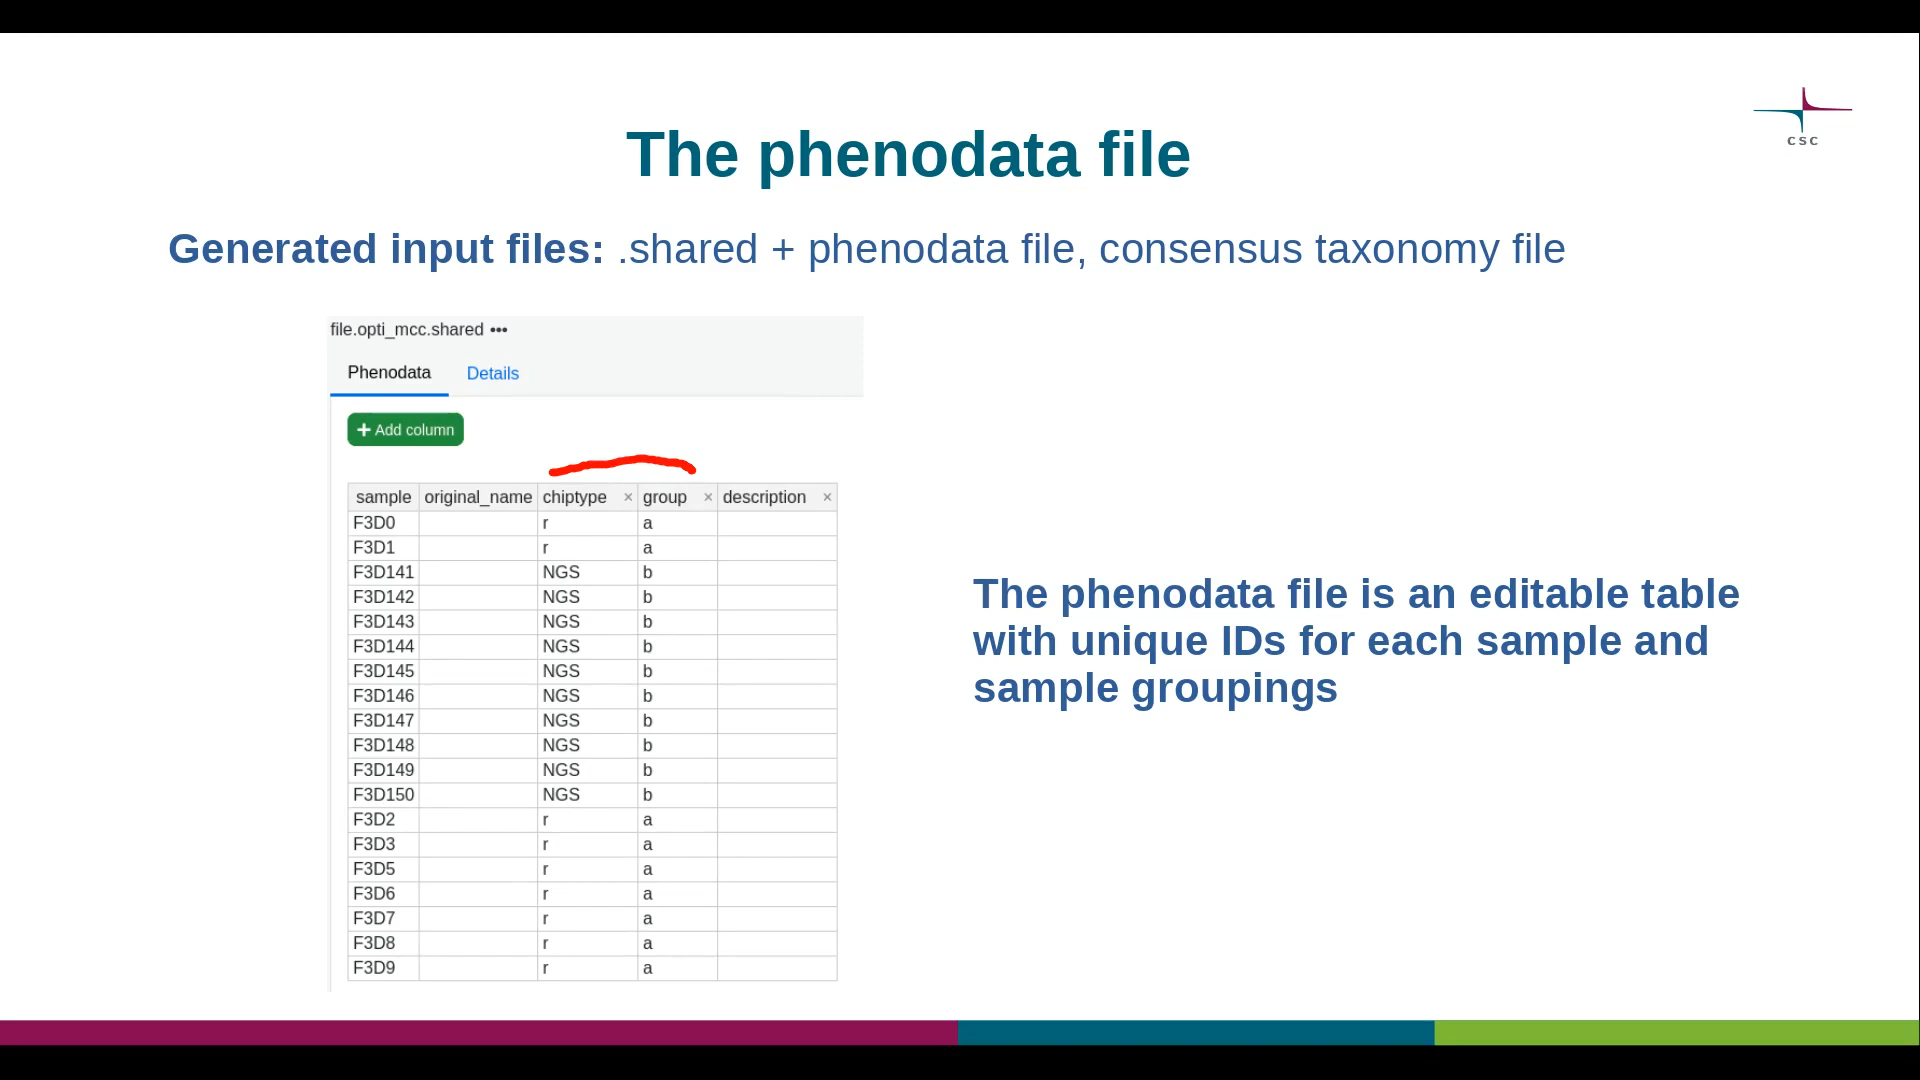 CSC
The phenodata file
Generated input files: .shared + phenodata file, consensus taxonomy file
file.opti_mcc.shared •••
Phenodata Details
+ Add column
sample original_name chiptype × group × description ×
F3D0 r a
F3D1 r a
F3D141 NGS b
F3D142 NGS b
F3D143 NGS b
F3D144 NGS b
F3D145 NGS b
F3D146 NGS b
F3D147 NGS b
F3D148 NGS b
F3D149 NGS b
F3D150 NGS b
F3D2 r a
F3D3 r a
F3D5 r a
F3D6 r a
F3D7 r a
F3D8 r a
F3D9 r a
The phenodata file is an editable table
with unique IDs for each sample and
sample groupings